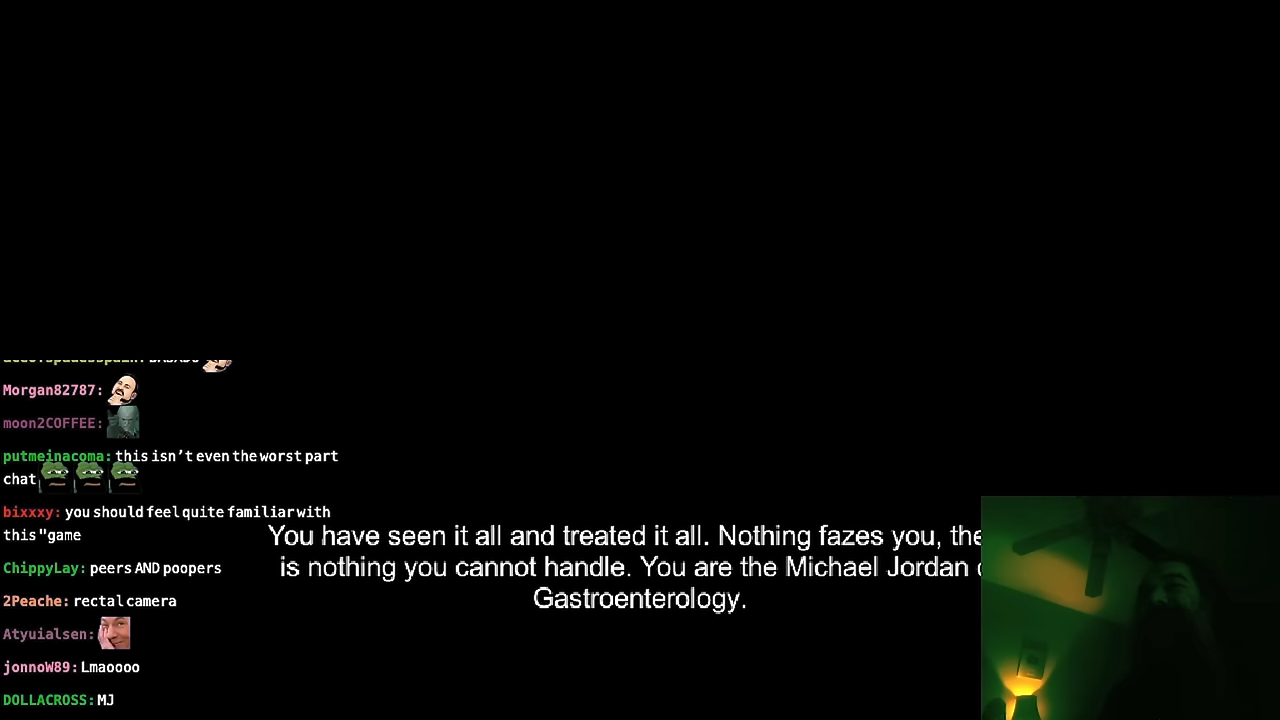 Morgan82787:
moon2COFFEE:
putmeinacoma: this isn't even the worst part
chat
bixxxy: you should feel quite familiar with
this "game
ChippyLay: peers AND poopers
2Peache: rectal camera
Atyuialsen:
jonnoW89: Lmaoooo
DOLLACROSS: MJ
You have seen it all and treated it all. Nothing fazes you, the
is nothing you cannot handle. You are the Michael Jordan
Gastroenterology.